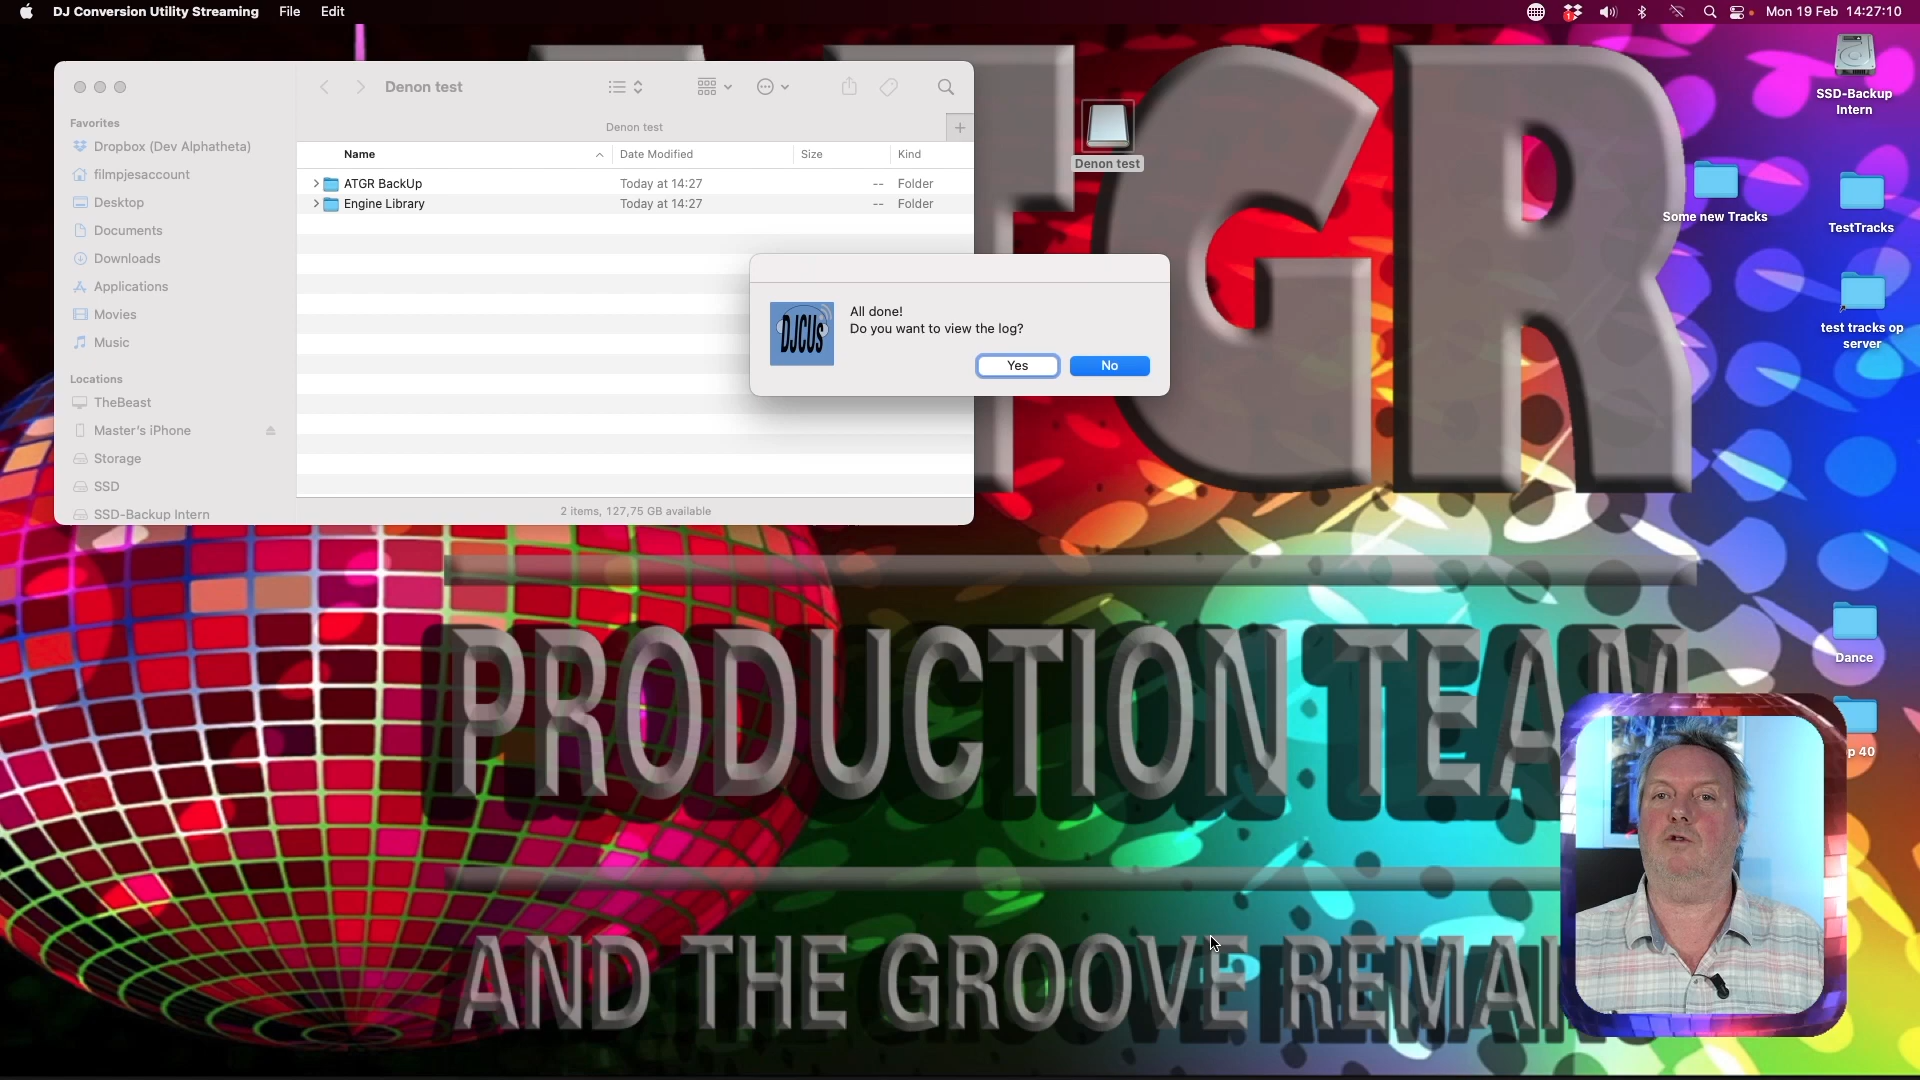 DJ Conversion Utility Streaming File Edit
Mon 19 Feb 14:27:10
Denon test
Denon test
Name Date Modified Size Kind
ATGR BackUp Today at 14:27 -- Folder
Engine Library Today at 14:27 -- Folder
2 items, 127,75 GB available
Favorites
Dropbox (Dev Alphatheta)
filmpjesaccount
Desktop
Documents
Downloads
Applications
Movies
Music
Locations
TheBeast
Master's iPhone
Storage
SSD
SSD-Backup Intern
DJCUs
All done!
Do you want to view the log?
Yes No
Denon test
SSD-Backup
Intern
Some new Tracks
TestTracks
test tracks op
server
Dance
p 40
TGR
PRODUCTION TEAM
AND THE GROOVE REMAI